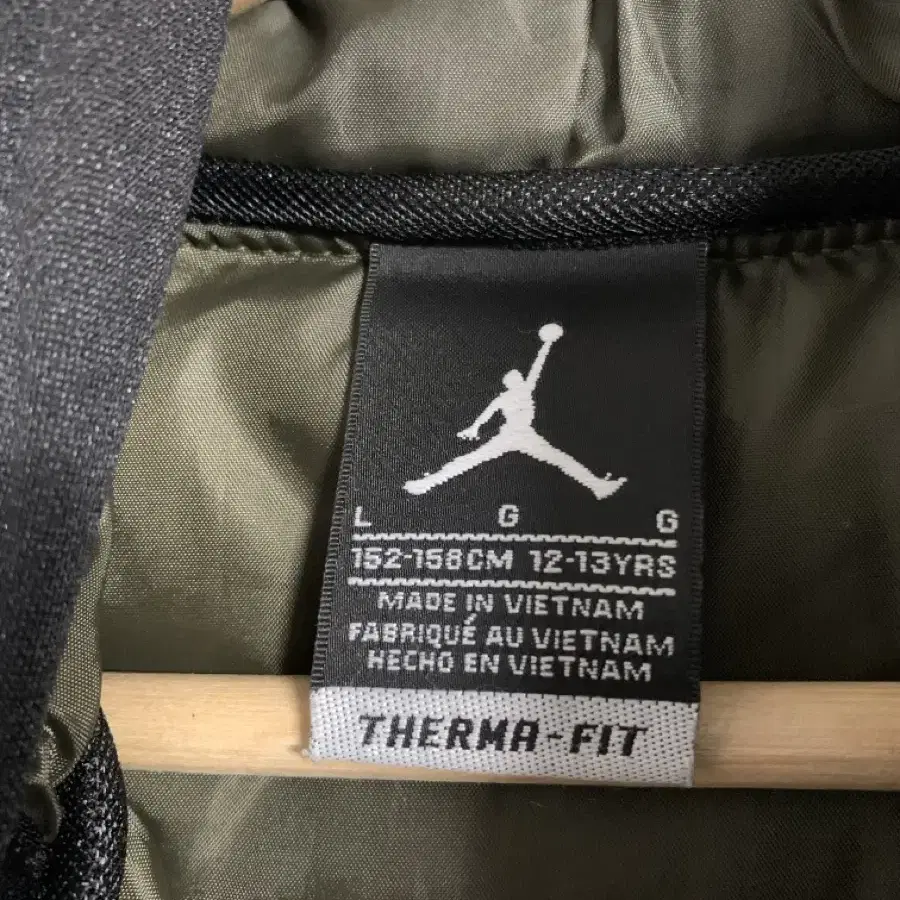 L G G
152-158CM 12-13YRS
MADE IN VIETNAM
FABRIQUÉ AU VIETNAM
HECHO EN VIETNAM
THERMA-FIT